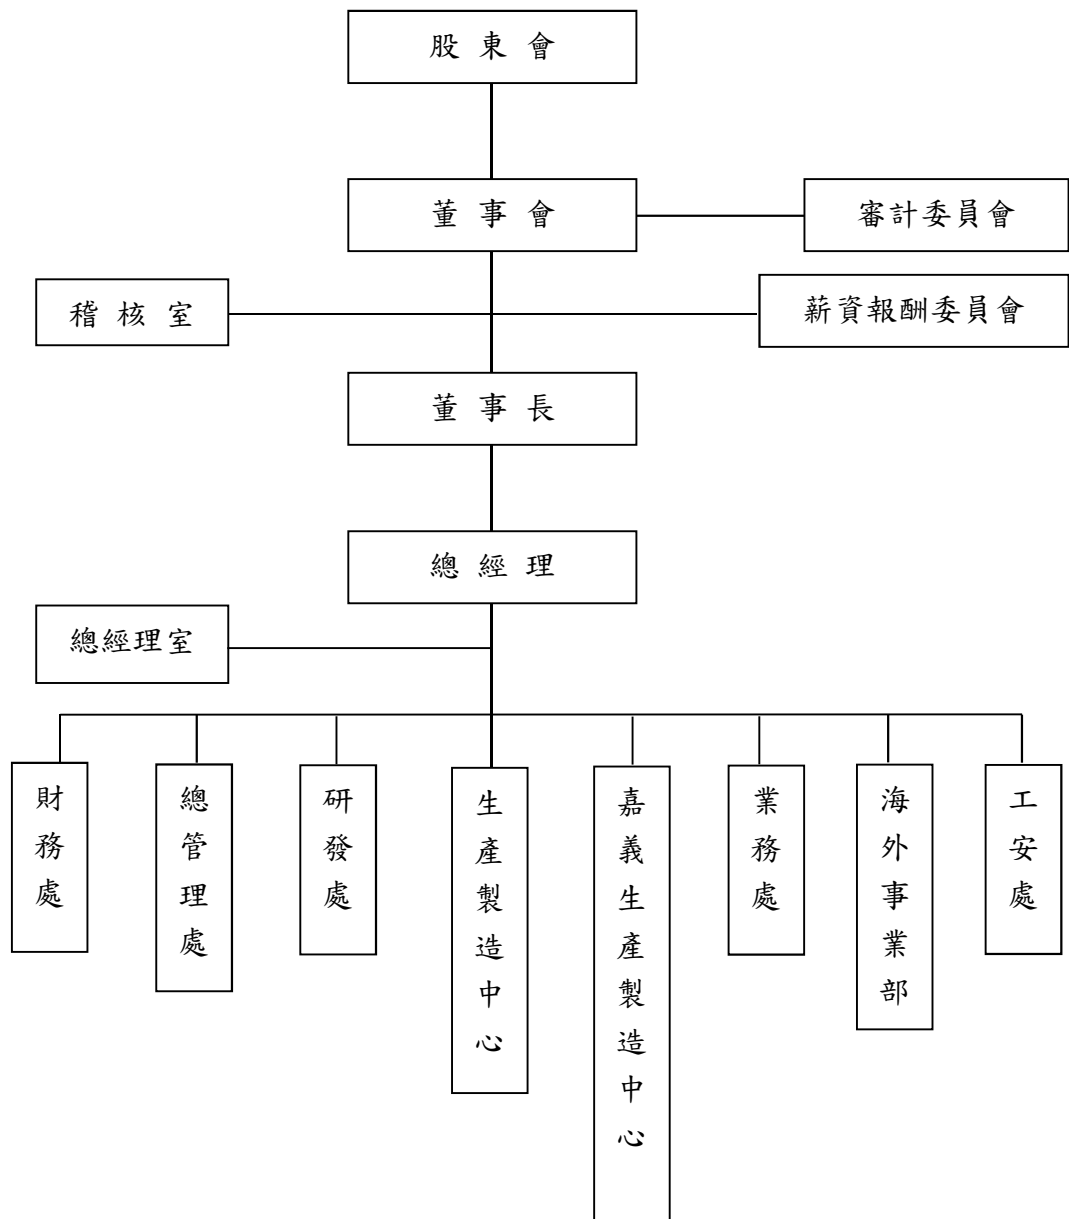 股東會
董事會
審計委員會
稽核室
薪資報酬委員會
董事長
總經理
總經理室
財務處
總管理處
研發處
生產製造中心
嘉義生產製造中心
業務處
海外事業部
工安處